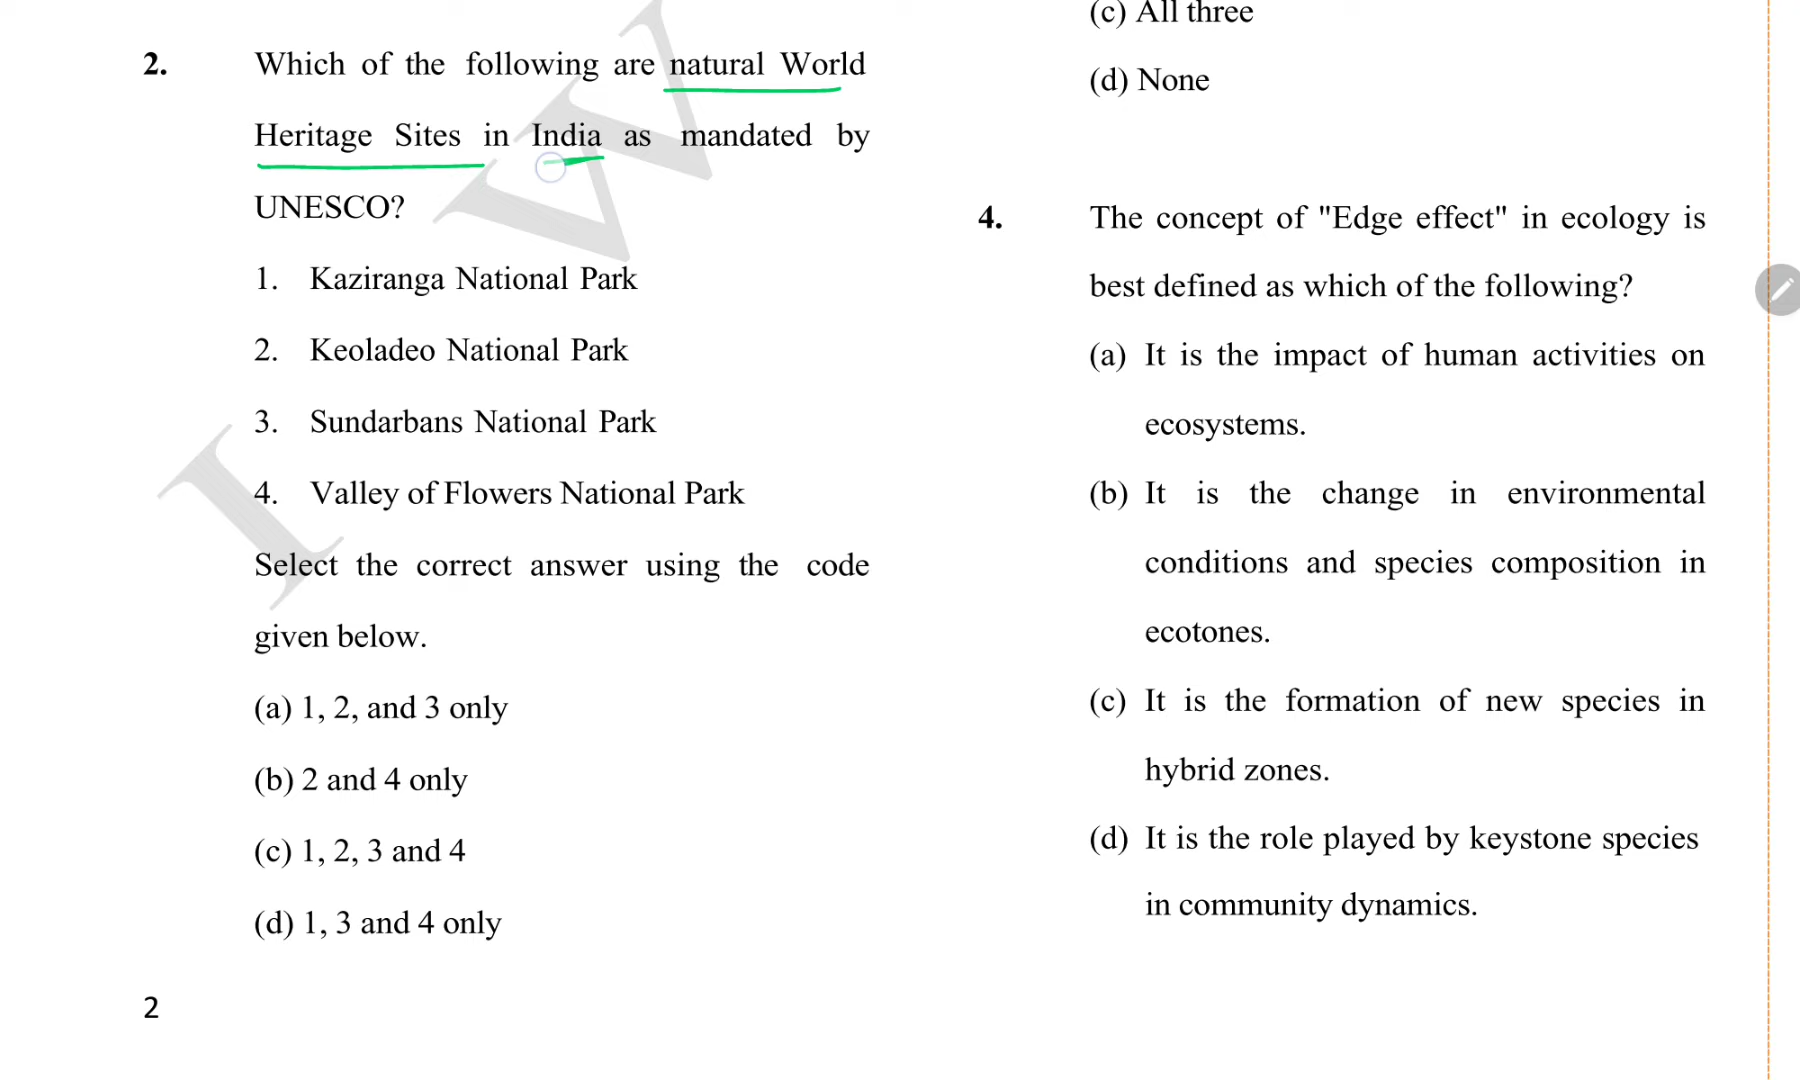 2. Which of the following are natural World
Heritage Sites in India as mandated by
UNESCO?
1. Kaziranga National Park
2. Keoladeo National Park
3. Sundarbans National Park
4. Valley of Flowers National Park
Select the correct answer using the code
given below.
(a) 1, 2, and 3 only
(b) 2 and 4 only
(c) 1, 2, 3 and 4
(d) 1, 3 and 4 only
2
(c) All three
(d) None
4. The concept of "Edge effect" in ecology is
best defined as which of the following?
(a) It is the impact of human activities on
ecosystems.
(b) It is the change in environmental
conditions and species composition in
ecotones.
(c) It is the formation of new species in
hybrid zones.
(d) It is the role played by keystone species
in community dynamics.
I W